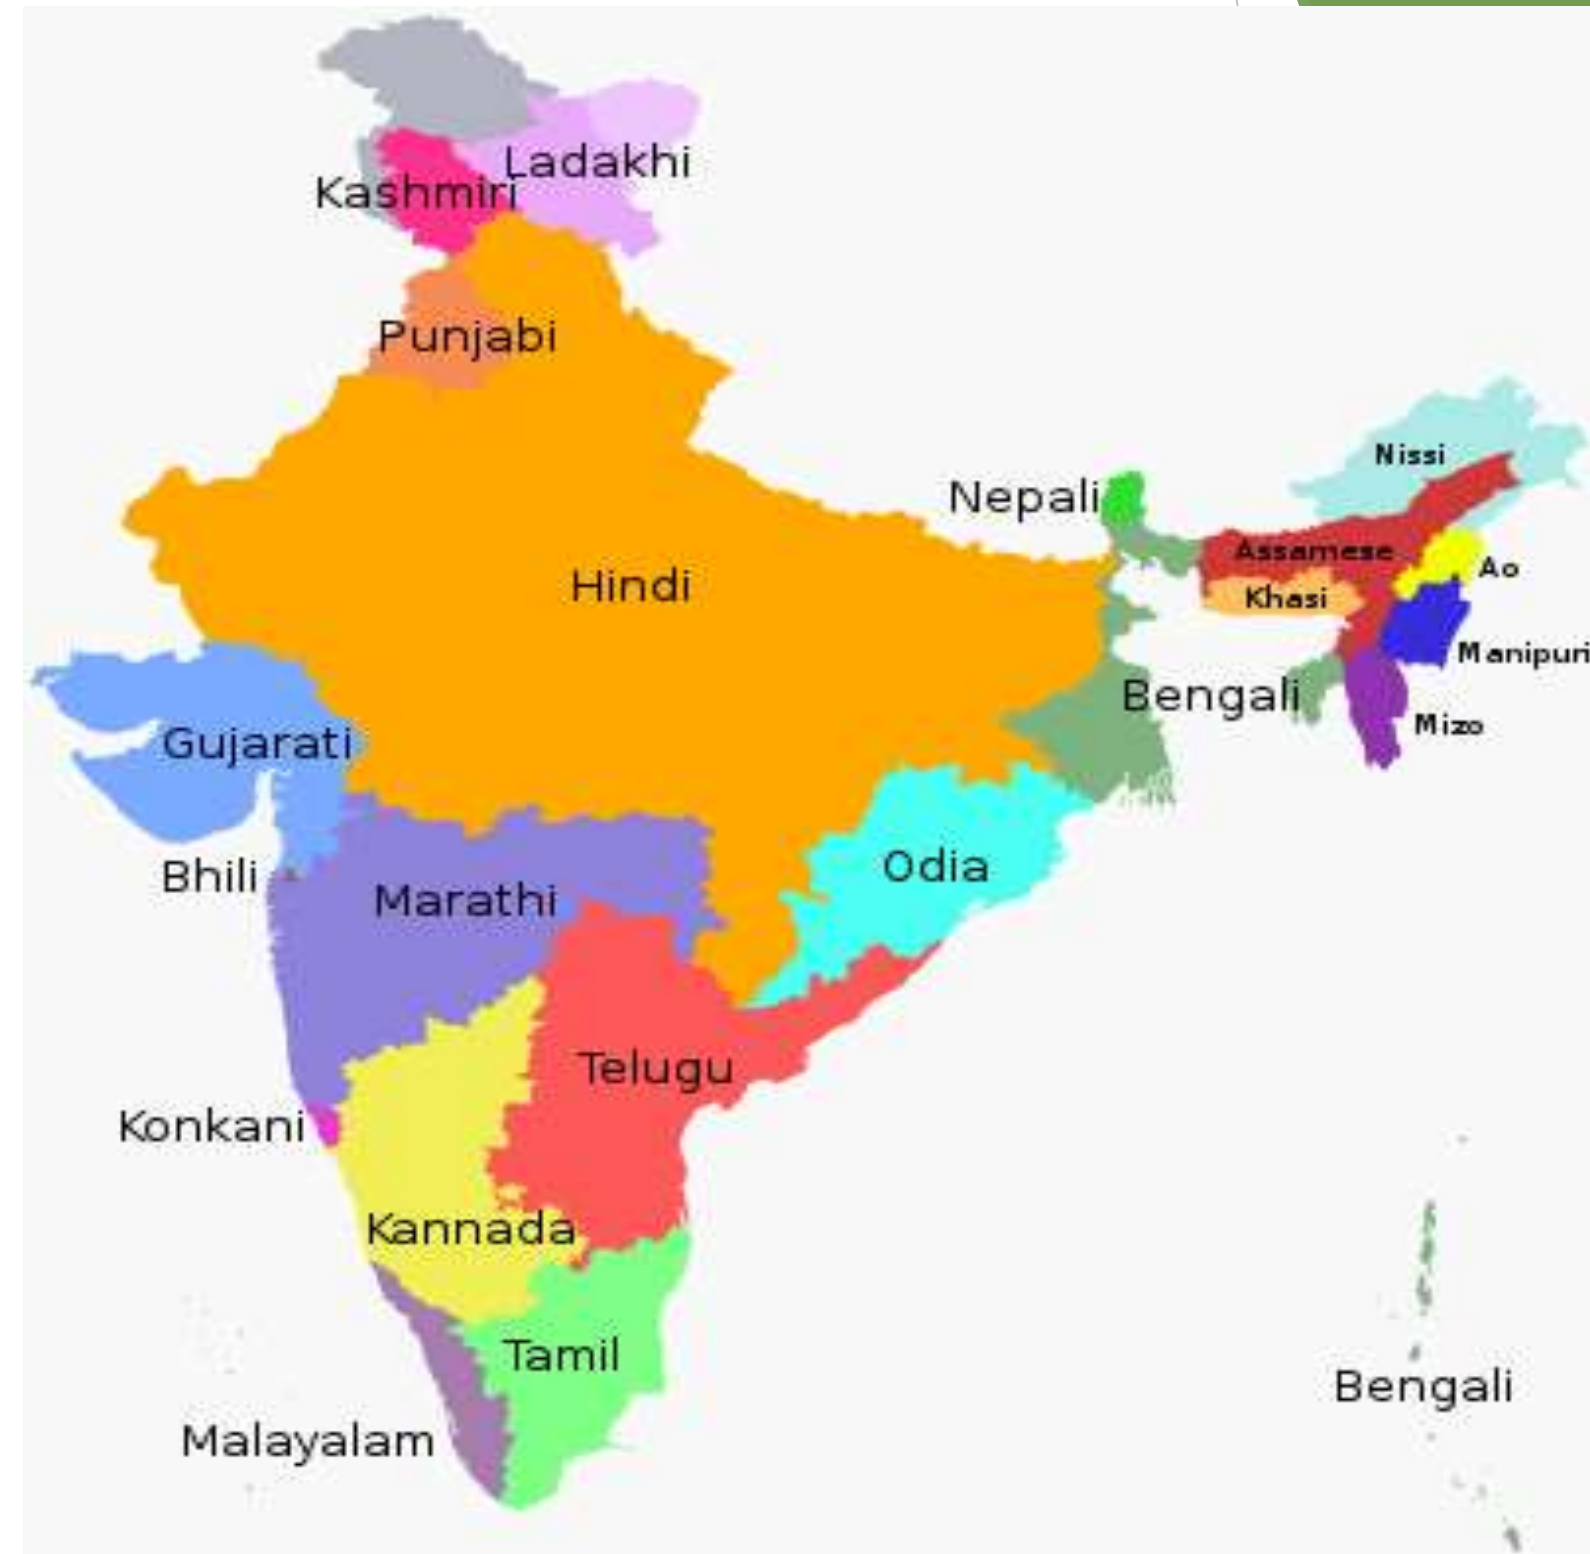 Ladakhi
Kashmiri
Punjabi
Nissi
Nepali
Assamese
Ao
Hindi
Khasi
Manipuri
Bengali
Mizo
Gujarati
Odia
Bhili
Marathi
Telugu
Konkani
Kannada
Tamil
Bengali
Malayalam